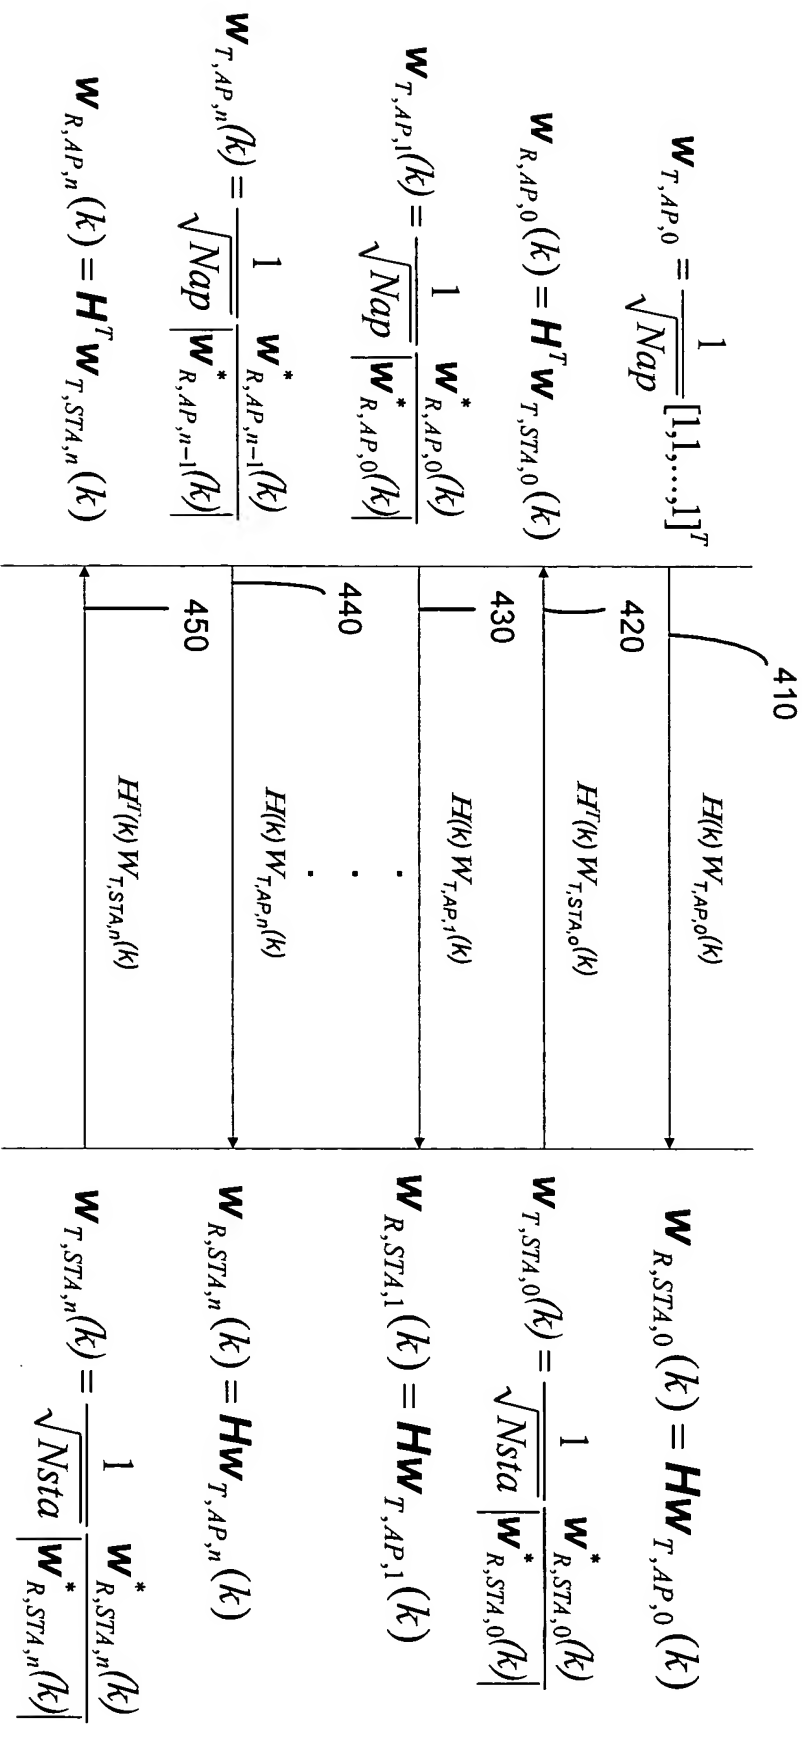 410
w_{T,AP,0} = \frac{1}{\sqrt{Nap}} [1,1,...,1]^T
H(k)W_{T,AP,0}(k)
w_{R,STA,0}(k) = Hw_{T,AP,0}(k)
420
w_{R,AP,0}(k) = H^T w_{T,STA,0}(k)
H^T(k)W_{T,STA,0}(k)
w_{T,STA,0}(k) = \frac{1}{\sqrt{Nsta}} \frac{w^*_{R,STA,0}(k)}{|w^*_{R,STA,0}(k)|}
430
w_{T,AP,1}(k) = \frac{1}{\sqrt{Nap}} \frac{w^*_{R,AP,0}(k)}{|w^*_{R,AP,0}(k)|}
H(k)W_{T,AP,1}(k)
w_{R,STA,1}(k) = Hw_{T,AP,1}(k)
. . .
440
w_{T,AP,n}(k) = \frac{1}{\sqrt{Nap}} \frac{w^*_{R,AP,n-1}(k)}{|w^*_{R,AP,n-1}(k)|}
H(k)W_{T,AP,n}(k)
w_{R,STA,n}(k) = Hw_{T,AP,n}(k)
450
w_{R,AP,n}(k) = H^T w_{T,STA,n}(k)
H^T(k)W_{T,STA,n}(k)
w_{T,STA,n}(k) = \frac{1}{\sqrt{Nsta}} \frac{w^*_{R,STA,n}(k)}{|w^*_{R,STA,n}(k)|}